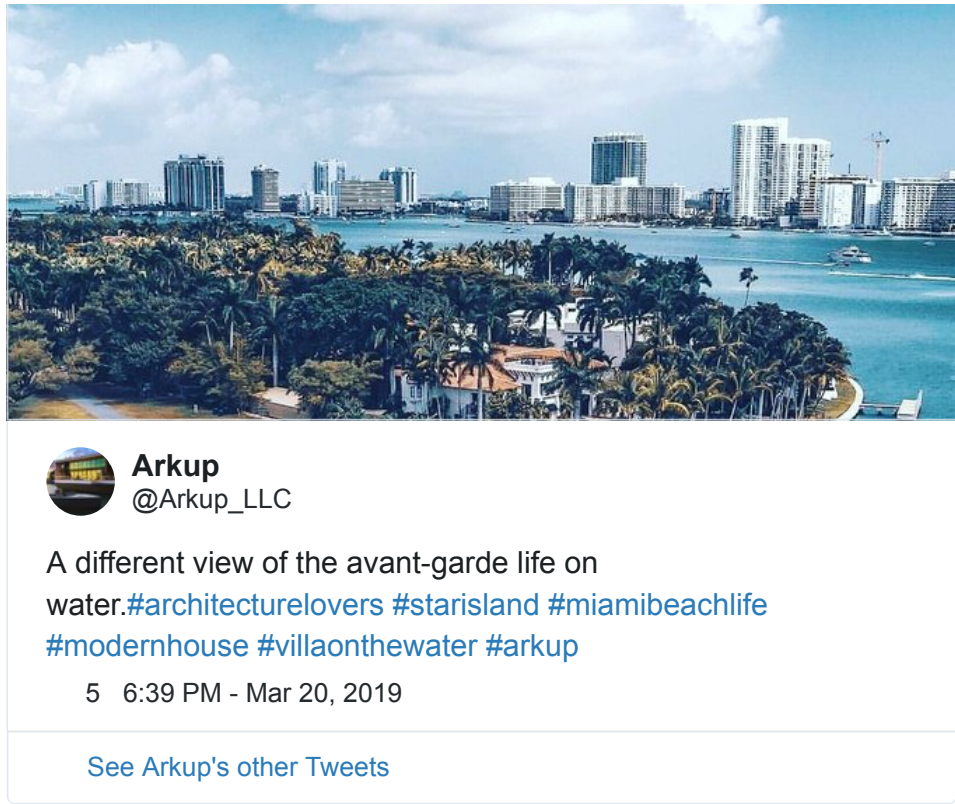 Arkup
@Arkup_LLC
A different view of the avant-garde life on
water.#architecturelovers #starisland #miamibeachlife
#modernhouse #villaonthewater #arkup
5 6:39 PM - Mar 20, 2019
See Arkup's other Tweets